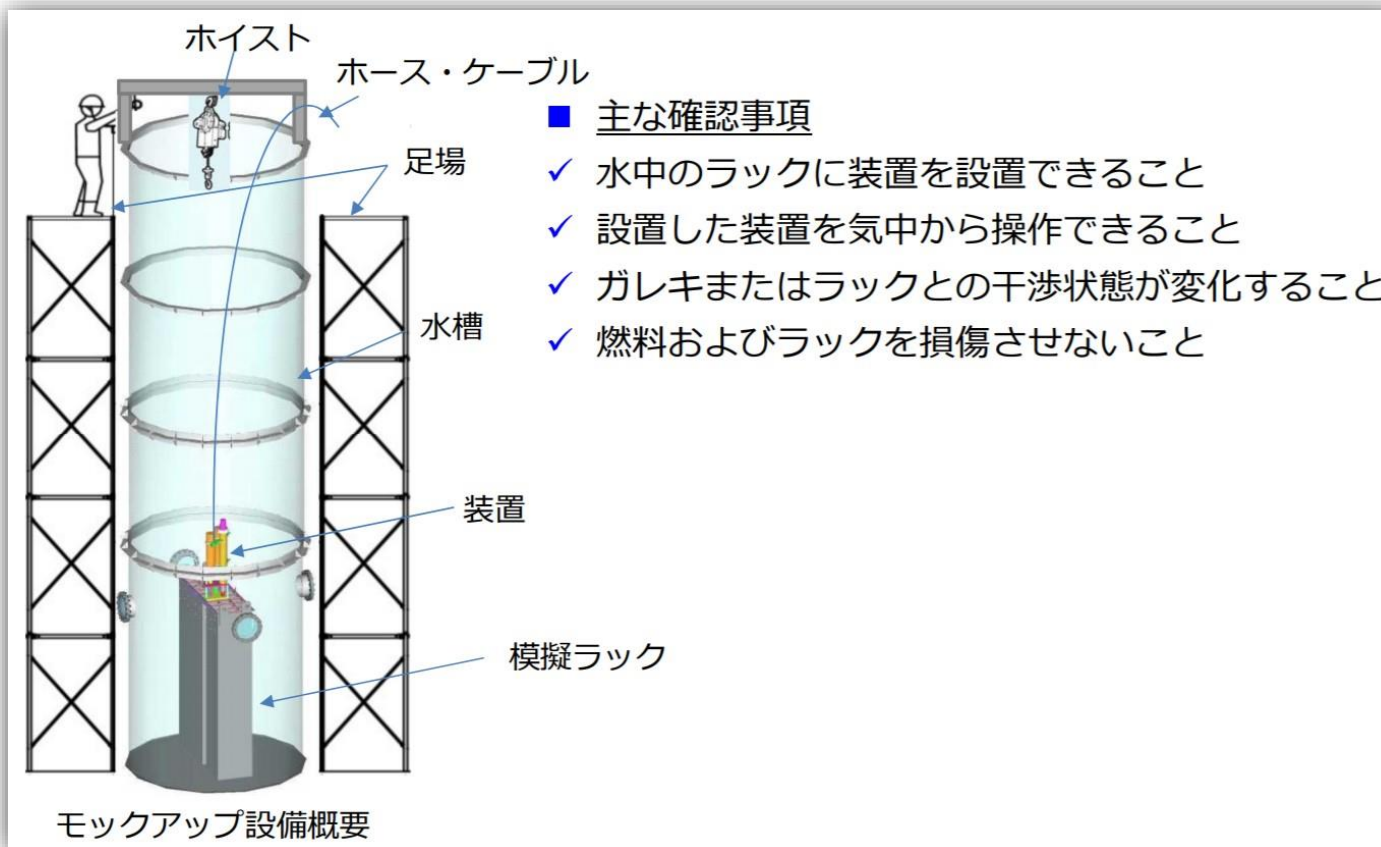 ホイスト
ホース・ケーブル
足場
水槽
装置
模擬ラック
モックアップ設備概要
■ 主な確認事項
✓ 水中のラックに装置を設置できること
✓ 設置した装置を気中から操作できること
✓ ガレキまたはラックとの干渉状態が変化すること
✓ 燃料およびラックを損傷させないこと